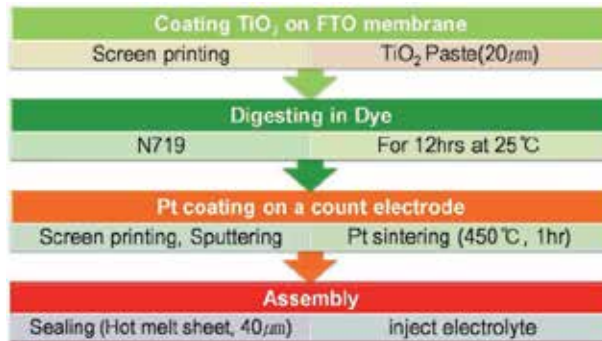 Coating TiO₂ on FTO membrane
Screen printing TiO₂ Paste(20㎛)
Digesting in Dye
N719 For 12hrs at 25℃
Pt coating on a count electrode
Screen printing, Sputtering Pt sintering (450℃, 1hr)
Assembly
Sealing (Hot melt sheet, 40㎛) inject electrolyte